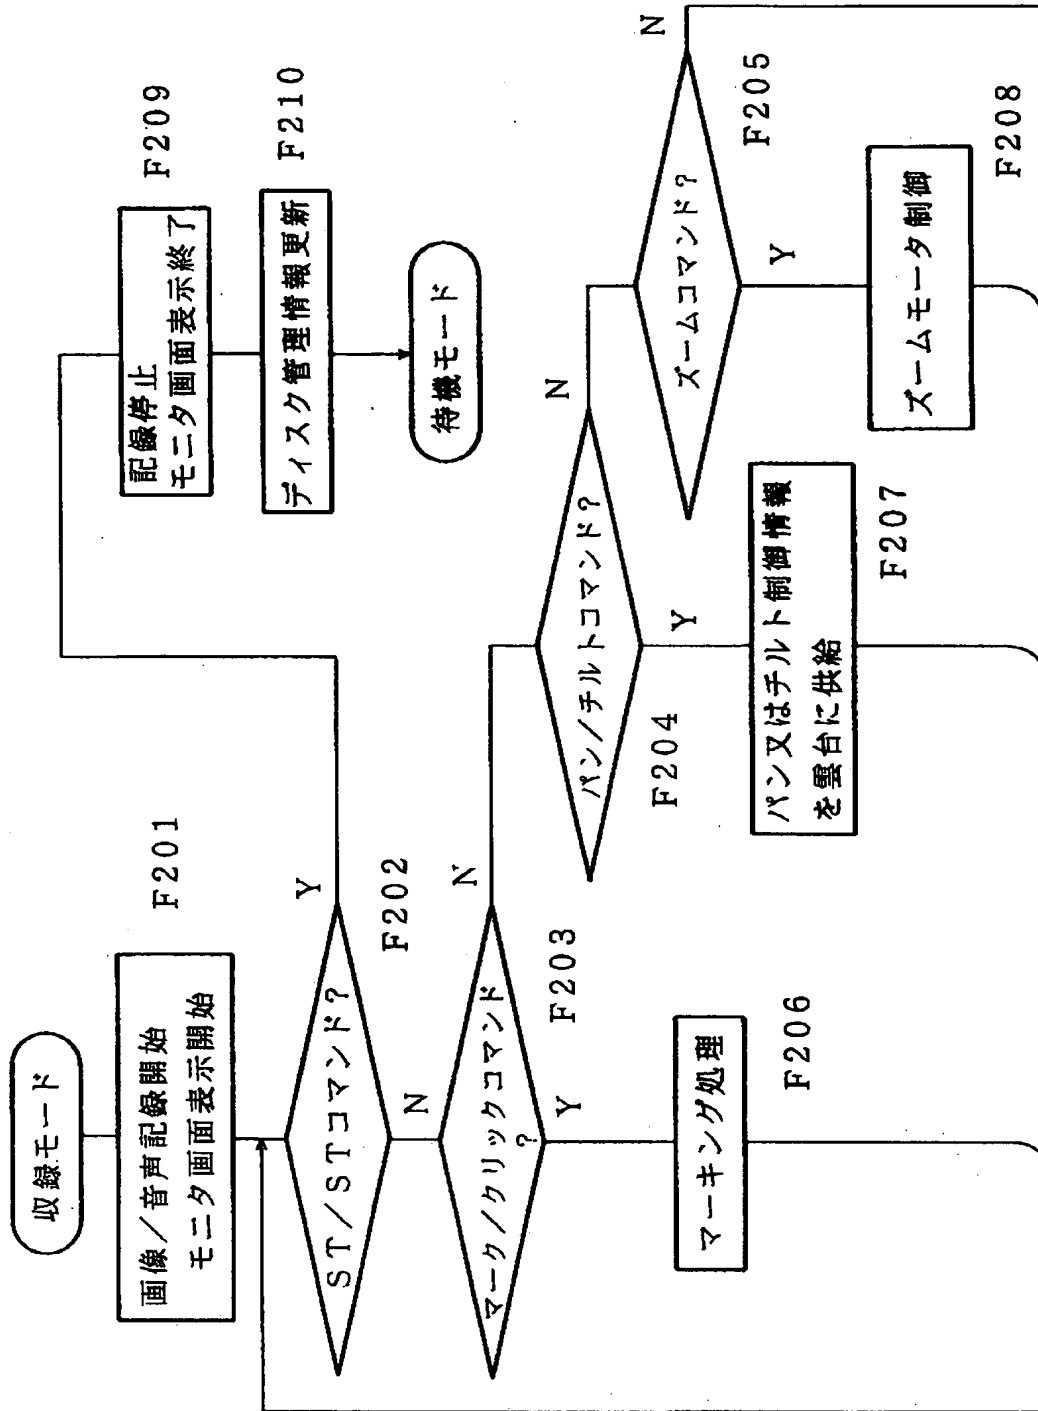 収録モード
画像/音声記録開始
モニタ画面表示開始
F201
ST/STコマンド?
F202
Y
N
マーク/クリックコマンド
?
F203
N
Y
マーキング処理
F206
パン/チルトコマンド?
F204
N
Y
パン又はチルト制御情報
を雲台に供給
F207
ズームコマンド?
F205
N
Y
ズームモータ制御
F208
記録停止
モニタ画面表示終了
F209
ディスク管理情報更新
F210
待機モード